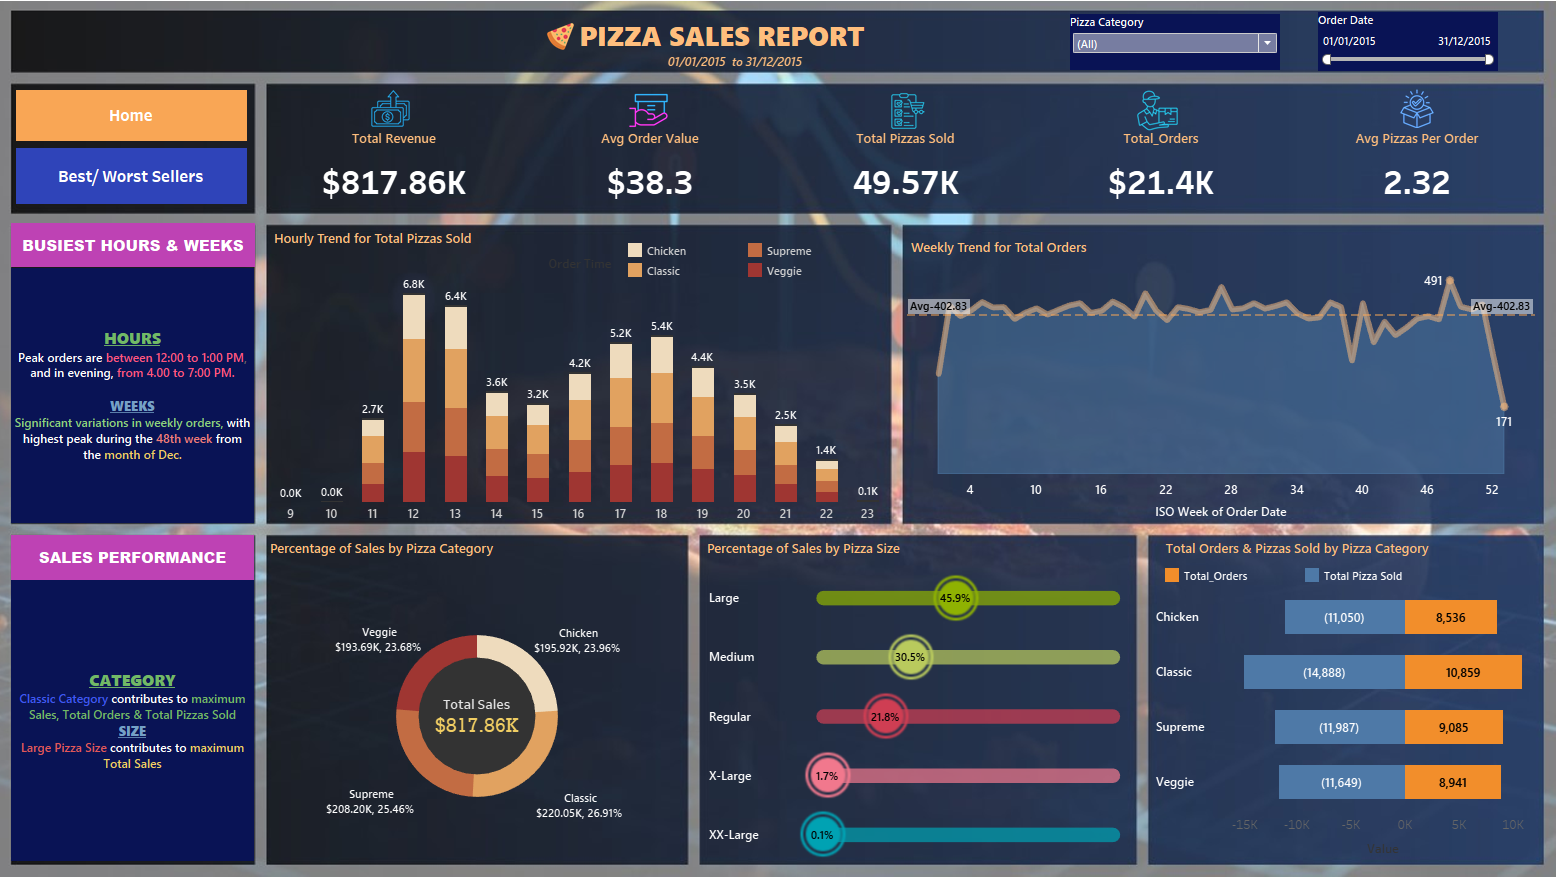 PIZZA SALES REPORT
01/01/2015 to 31/12/2015
Pizza Category
(All)
Order Date
01/01/2015 31/12/2015
Home
Best/ Worst Sellers
Total Revenue
$817.86K
Avg Order Value
$38.3
Total Pizzas Sold
49.57K
Total_Orders
$21.4K
Avg Pizzas Per Order
2.32
BUSIEST HOURS & WEEKS
HOURS
Peak orders are between 12:00 to 1:00 PM,
and in evening, from 4.00 to 7:00 PM.
WEEKS
Significant variations in weekly orders, with
highest peak during the 48th week from
the month of Dec.
Hourly Trend for Total Pizzas Sold
Order Time
Chicken Supreme
Classic Veggie
0.0K 0.0K 2.7K 6.8K 6.4K 3.6K 3.2K 4.2K 5.2K 5.4K 4.4K 3.5K 2.5K 1.4K 0.1K
9 10 11 12 13 14 15 16 17 18 19 20 21 22 23
Weekly Trend for Total Orders
491
Avg-402.83 Avg-402.83
171
4 10 16 22 28 34 40 46 52
ISO Week of Order Date
SALES PERFORMANCE
CATEGORY
Classic Category contributes to maximum
Sales, Total Orders & Total Pizzas Sold
SIZE
Large Pizza Size contributes to maximum
Total Sales
Percentage of Sales by Pizza Category
Veggie
$193.69K, 23.68%
Chicken
$195.92K, 23.96%
Total Sales
$817.86K
Supreme
$208.20K, 25.46%
Classic
$220.05K, 26.91%
Percentage of Sales by Pizza Size
Large 45.9%
Medium 30.5%
Regular 21.8%
X-Large 1.7%
XX-Large 0.1%
Total Orders & Pizzas Sold by Pizza Category
Total_Orders Total Pizza Sold
Chicken (11,050) 8,536
Classic (14,888) 10,859
Supreme (11,987) 9,085
Veggie (11,649) 8,941
-15K -10K -5K 0K 5K 10K
Value